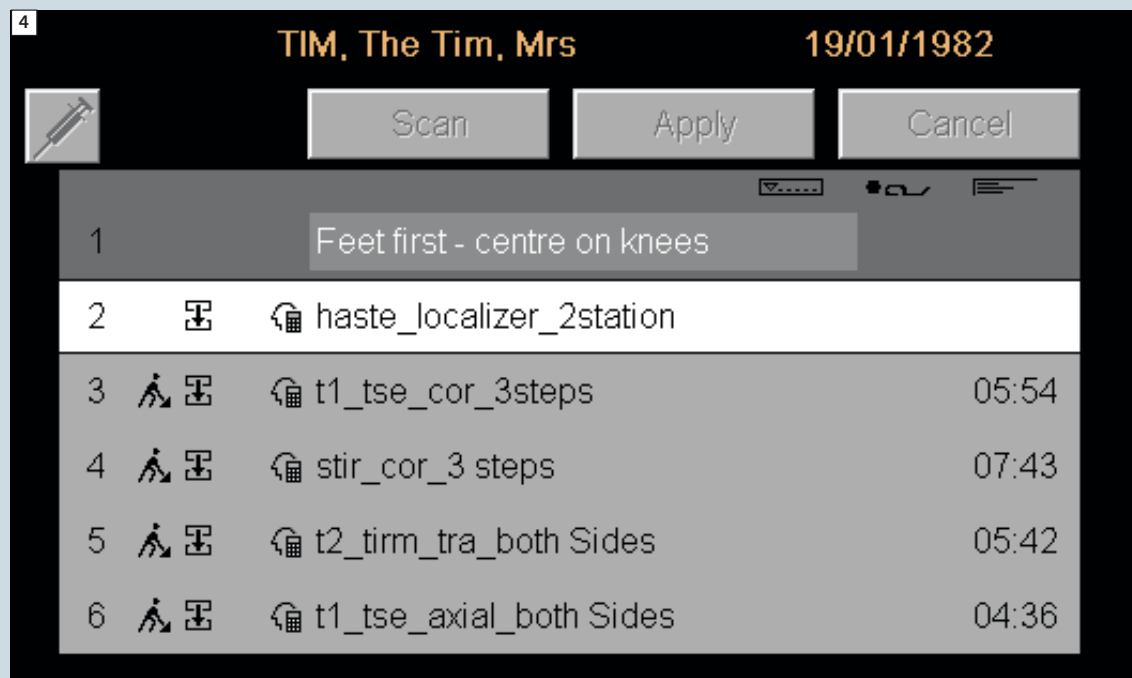 4
TIM, The Tim, Mrs 19/01/1982
Scan Apply Cancel
1 Feet first - centre on knees
2 haste_localizer_2station
3 t1_tse_cor_3steps 05:54
4 stir_cor_3 steps 07:43
5 t2_tirm_tra_both Sides 05:42
6 t1_tse_axial_both Sides 04:36